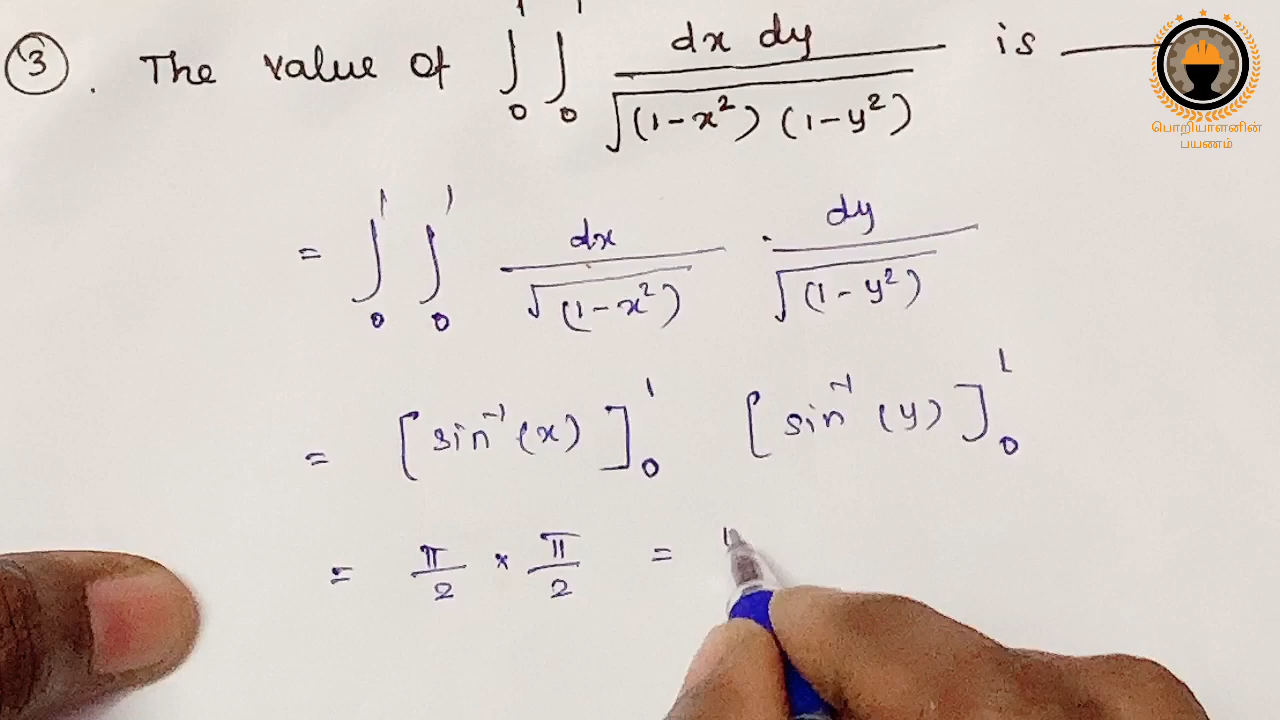 3. The value of ∫₀¹ ∫₀¹ dx dy / √((1-x²) (1-y²)) is ___
பொறியாளனின்
பயணம்
= ∫₀¹ ∫₀¹ dx / √(1-x²) . dy / √(1-y²)
= [sin⁻¹(x)]₀¹ [sin⁻¹(y)]₀¹
= π/2 × π/2 =